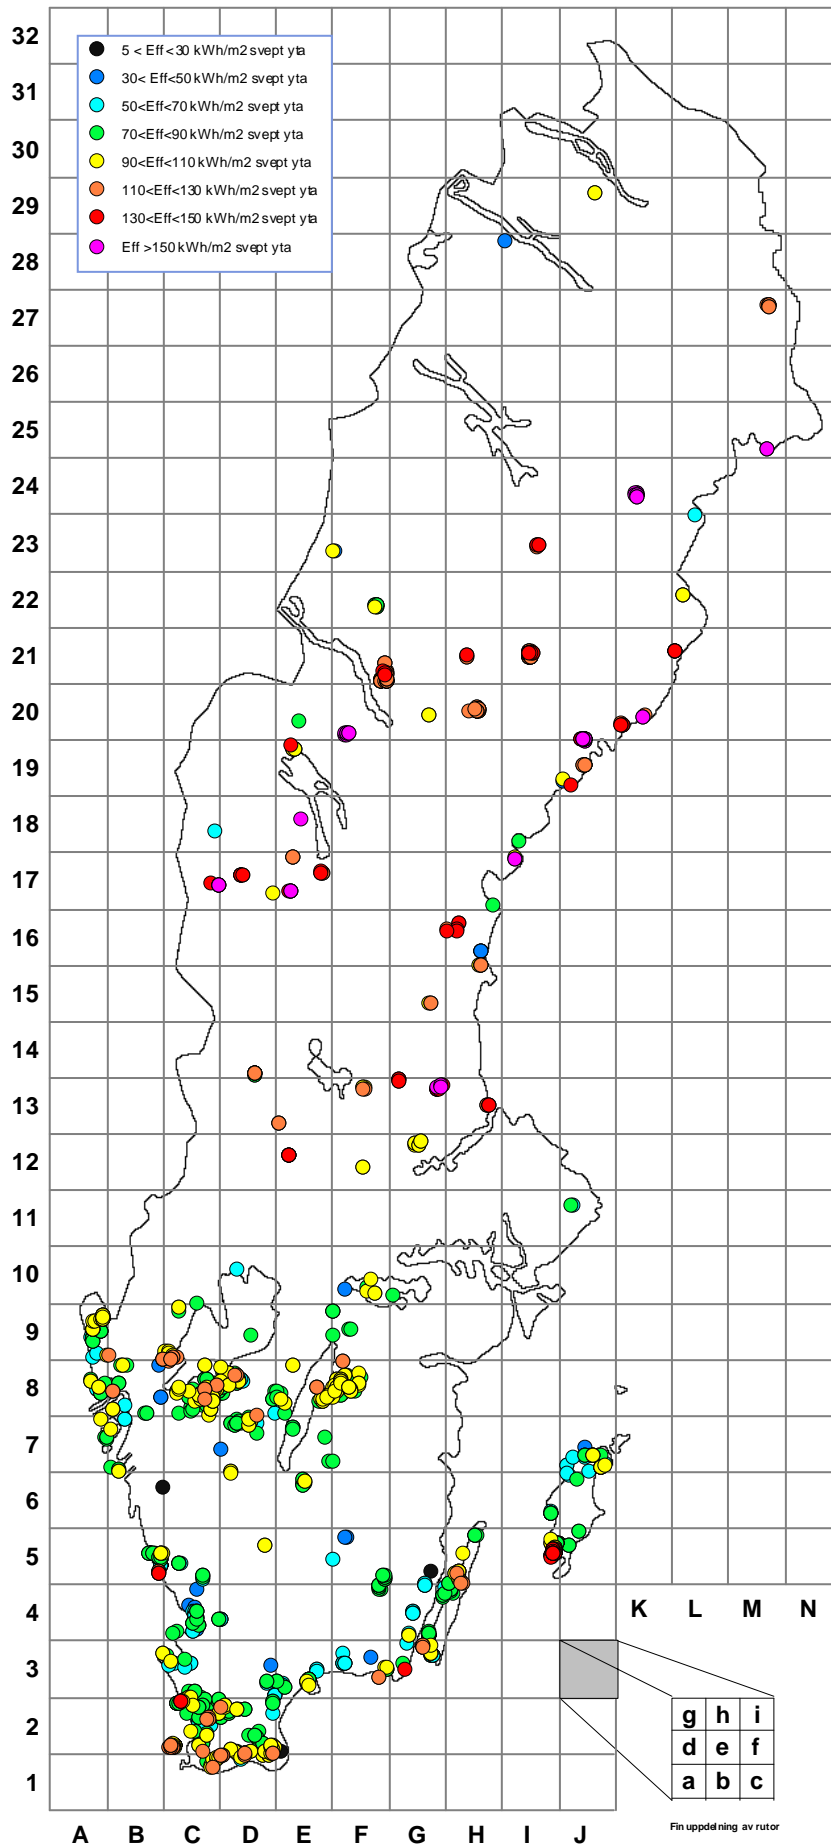 32
5 < Eff<30 kWh/m2 svept yta
30< Eff<50 kWh/m2 svept yta
31
50<Eff<70 kWh/m2 svept yta
70<Eff<90 kWh/m2 svept yta
30
90<Eff<110 kWh/m2 svept yta
110<Eff<130 kWh/m2 svept yta
29
130<Eff<150 kWh/m2 svept yta
Eff >150 kWh/m2 svept yta
28
27
26
25
24
23
22
21
20
19
18
17
16
15
14
13
12
11
10
9
8
7
6
5
4 K L M N
3
g h i
2 d e f
a b c
1
Fin uppdelning av rutor
A B C D E F G H I J